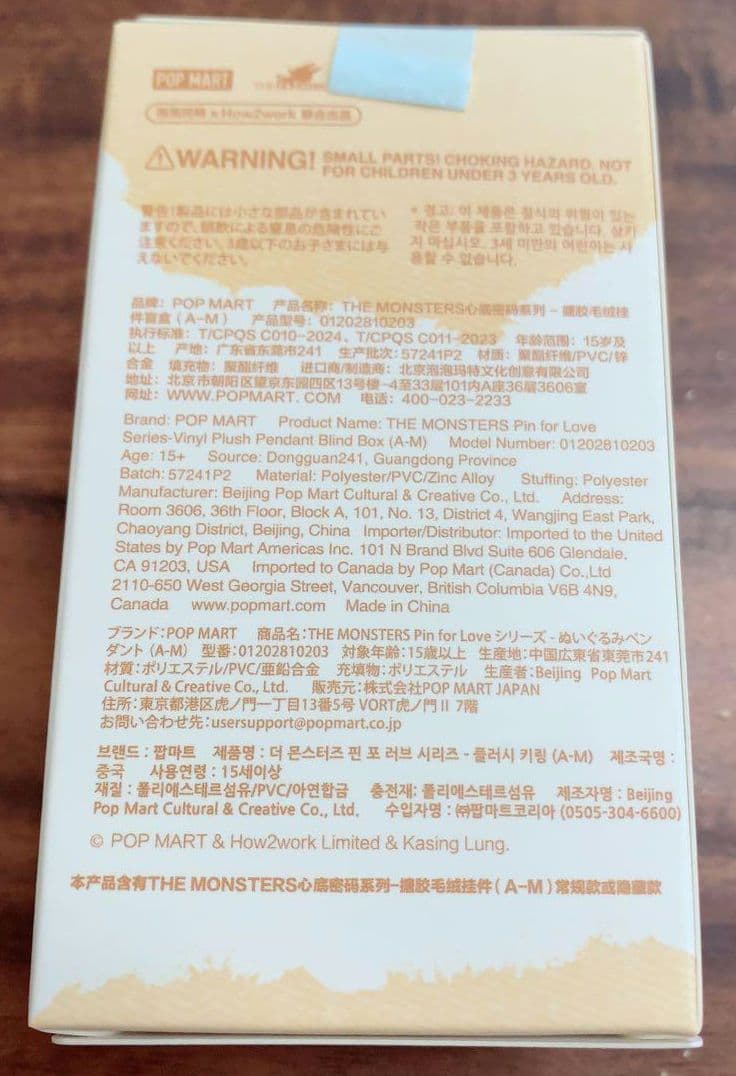 POP MART
泡泡玛特 x How2work 联合出品
WARNING! SMALL PARTS! CHOKING HAZARD. NOT
FOR CHILDREN UNDER 3 YEARS OLD.
警告!製品には小さな部品が含まれてい
ますので、誤飲による窒息の危険性にご
注意ください。3歳以下のお子さまには与
えないでください。
* 경고: 이 제품은 질식의 위험이 있는
작은 부품을 포함하고 있습니다. 삼키
지 마십시오. 3세 미만의 어린이는 사
용할 수 없습니다.
品牌: POP MART 产品名称: THE MONSTERS心底密码系列 - 搪胶毛绒挂
件盲盒 (A-M) 产品型号: 01202810203
执行标准: T/CPQS C010-2024、T/CPQS C011-2023 年龄范围: 15岁及
以上 产地: 广东省东莞市241 生产批次: 57241P2 材质: 聚酯纤维/PVC/锌
合金 填充物: 聚酯纤维 进口商/制造商: 北京泡泡玛特文化创意有限公司
地址: 北京市朝阳区望京东园四区13号楼-4至33层101内A座36层3606室
网址: WWW.POPMART. COM 电话: 400-023-2233
Brand: POP MART Product Name: THE MONSTERS Pin for Love
Series-Vinyl Plush Pendant Blind Box (A-M) Model Number: 01202810203
Age: 15+ Source: Dongguan241, Guangdong Province
Batch: 57241P2 Material: Polyester/PVC/Zinc Alloy Stuffing: Polyester
Manufacturer: Beijing Pop Mart Cultural & Creative Co., Ltd. Address:
Room 3606, 36th Floor, Block A, 101, No. 13, District 4, Wangjing East Park,
Chaoyang District, Beijing, China Importer/Distributor: Imported to the United
States by Pop Mart Americas Inc. 101 N Brand Blvd Suite 606 Glendale,
CA 91203, USA Imported to Canada by Pop Mart (Canada) Co.,Ltd
2110-650 West Georgia Street, Vancouver, British Columbia V6B 4N9,
Canada www.popmart.com Made in China
ブランド: POP MART 商品名: THE MONSTERS Pin for Love シリーズ - ぬいぐるみペン
ダント (A-M) 型番: 01202810203 対象年齢: 15歳以上 生産地: 中国広東省東莞市241
材質: ポリエステル/PVC/亜鉛合金 充填物: ポリエステル 生産者: Beijing Pop Mart
Cultural & Creative Co., Ltd. 販売元: 株式会社POP MART JAPAN
住所: 東京都港区虎ノ門一丁目13番5号 VORT虎ノ門Ⅱ 7階
お問い合わせ先: usersupport@popmart.co.jp
브랜드 : 팝마트 제품명 : 더 몬스터즈 핀 포 러브 시리즈 - 플러시 키링 (A-M) 제조국명 :
중국 사용연령 : 15세이상
재질 : 폴리에스테르섬유/PVC/아연합금 충전재: 폴리에스테르섬유 제조자명 : Beijing
Pop Mart Cultural & Creative Co., Ltd. 수입자명 : ㈜팝마트코리아 (0505-304-6600)
© POP MART & How2work Limited & Kasing Lung.
本产品含有THE MONSTERS心底密码系列-搪胶毛绒挂件 ( A-M ) 常规款或隐藏款